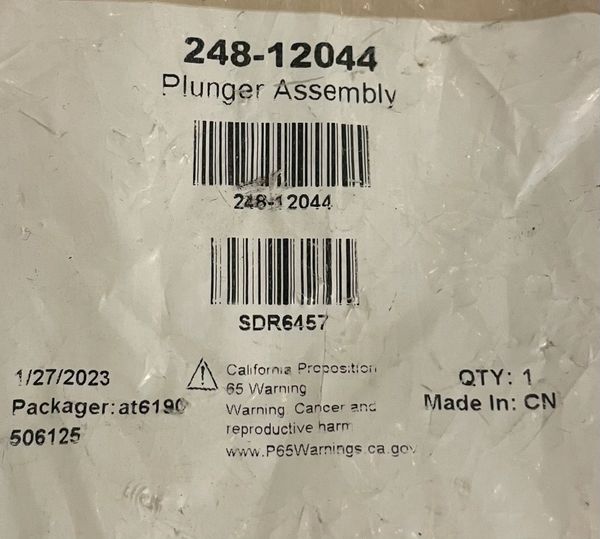 248-12044
Plunger Assembly
248-12044
SDR6457
1/27/2023
Packager: at6190
506125
California Proposition
65 Warning
Warning Cancer and
reproductive harm
www.P65Warnings.ca.gov
QTY: 1
Made In: CN